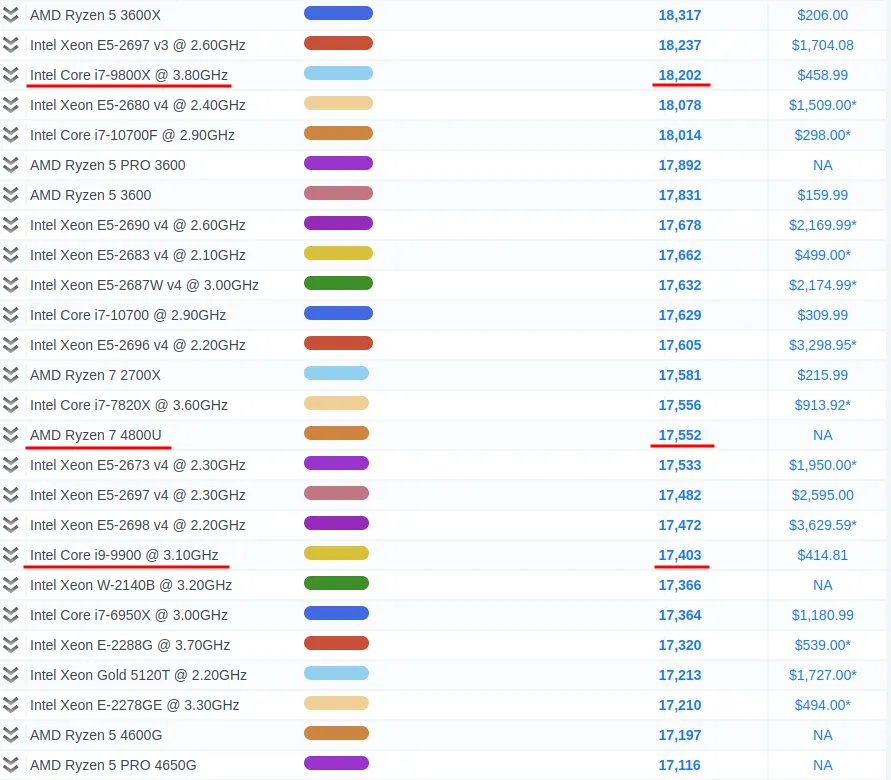 AMD Ryzen 5 3600X 18,317 $206.00
Intel Xeon E5-2697 v3 @ 2.60GHz 18,237 $1,704.08
Intel Core i7-9800X @ 3.80GHz 18,202 $458.99
Intel Xeon E5-2680 v4 @ 2.40GHz 18,078 $1,509.00*
Intel Core i7-10700F @ 2.90GHz 18,014 $298.00*
AMD Ryzen 5 PRO 3600 17,892 NA
AMD Ryzen 5 3600 17,831 $159.99
Intel Xeon E5-2690 v4 @ 2.60GHz 17,678 $2,169.99*
Intel Xeon E5-2683 v4 @ 2.10GHz 17,662 $499.00*
Intel Xeon E5-2687W v4 @ 3.00GHz 17,632 $2,174.99*
Intel Core i7-10700 @ 2.90GHz 17,629 $309.99
Intel Xeon E5-2696 v4 @ 2.20GHz 17,605 $3,298.95*
AMD Ryzen 7 2700X 17,581 $215.99
Intel Core i7-7820X @ 3.60GHz 17,556 $913.92*
AMD Ryzen 7 4800U 17,552 NA
Intel Xeon E5-2673 v4 @ 2.30GHz 17,533 $1,950.00*
Intel Xeon E5-2697 v4 @ 2.30GHz 17,482 $2,595.00
Intel Xeon E5-2698 v4 @ 2.20GHz 17,472 $3,629.59*
Intel Core i9-9900 @ 3.10GHz 17,403 $414.81
Intel Xeon W-2140B @ 3.20GHz 17,366 NA
Intel Core i7-6950X @ 3.00GHz 17,364 $1,180.99
Intel Xeon E-2288G @ 3.70GHz 17,320 $539.00*
Intel Xeon Gold 5120T @ 2.20GHz 17,213 $1,727.00*
Intel Xeon E-2278GE @ 3.30GHz 17,210 $494.00*
AMD Ryzen 5 4600G 17,197 NA
AMD Ryzen 5 PRO 4650G 17,116 NA